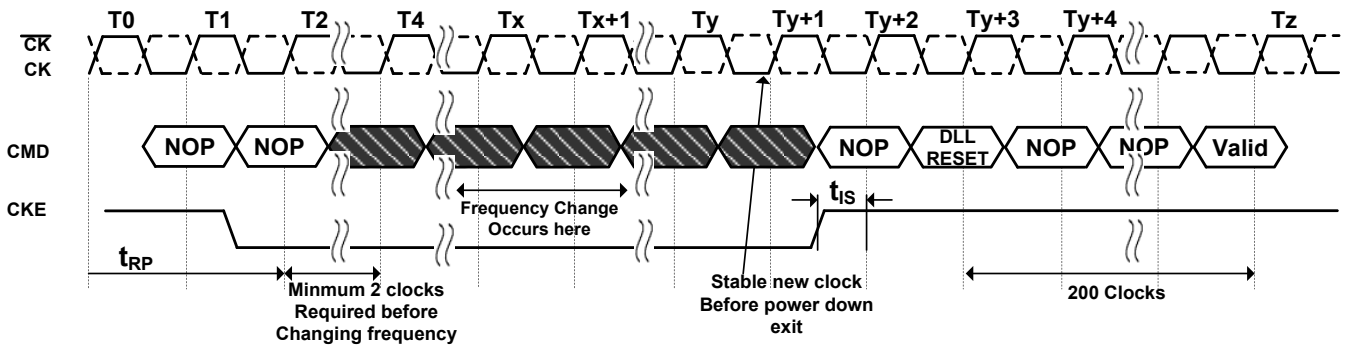 T0 T1 T2 T4 Tx Tx+1 Ty Ty+1 Ty+2 Ty+3 Ty+4 Tz
CK
CK
CMD NOP NOP NOP DLL RESET NOP NOP Valid
CKE
Frequency Change
Occurs here
tIS
tRP
Minmum 2 clocks
Required before
Changing frequency
Stable new clock
Before power down
exit
200 Clocks